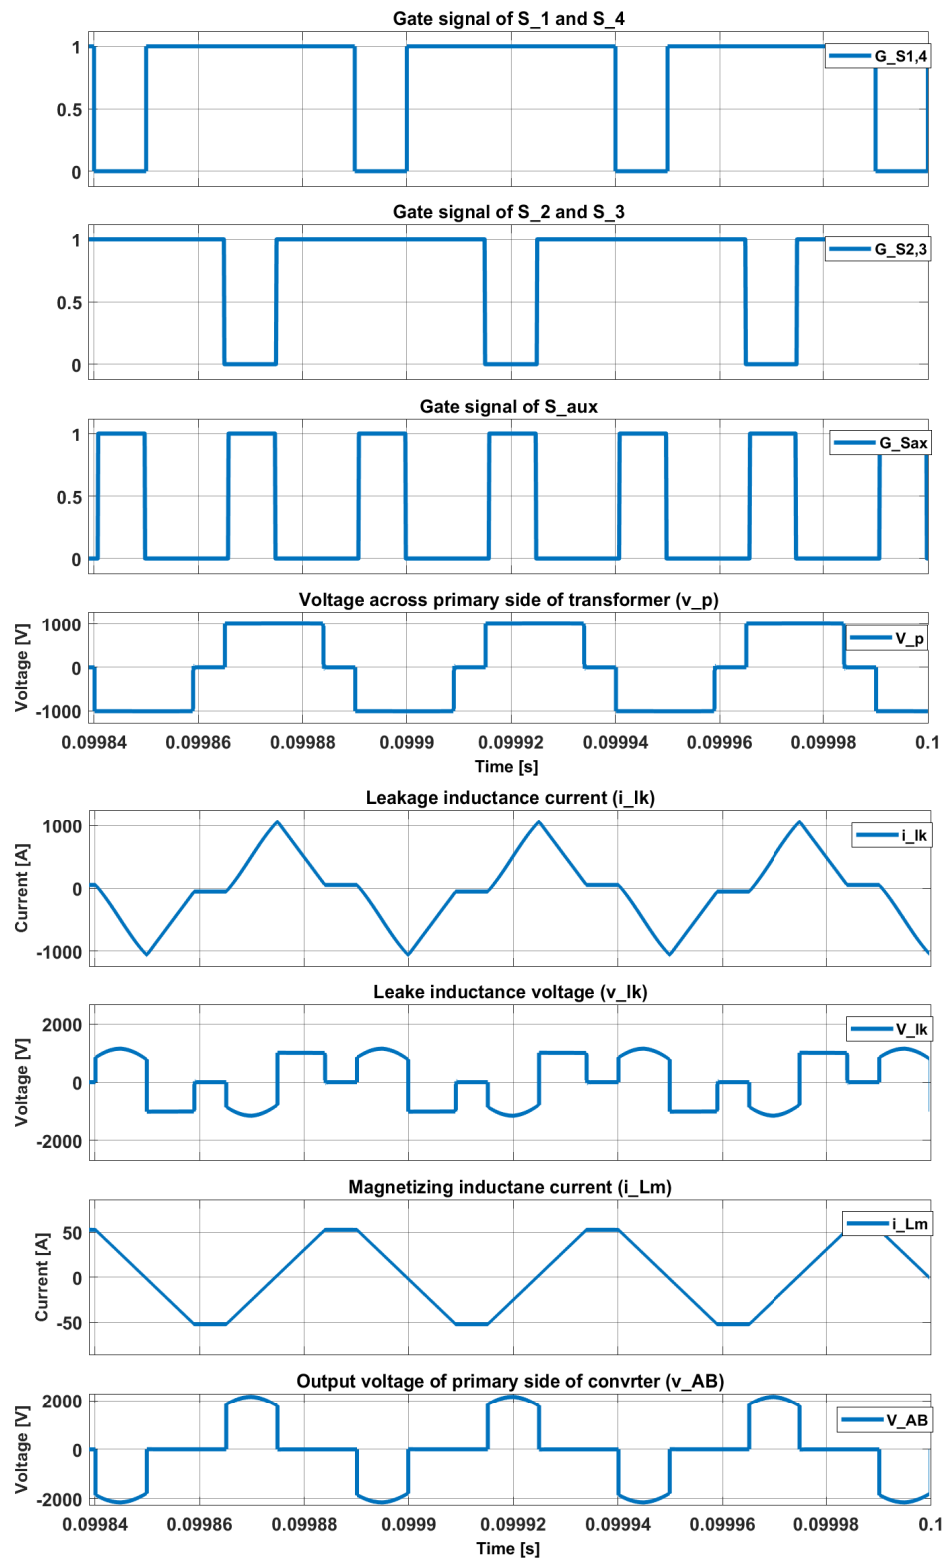 Gate signal of S_1 and S_4
1
0.5
0
G_S1,4
Gate signal of S_2 and S_3
1
0.5
0
G_S2,3
Gate signal of S_aux
1
0.5
0
G_Sax
Voltage across primary side of transformer (v_p)
Voltage [V]
1000
0
-1000
V_p
0.09984 0.09986 0.09988 0.0999 0.09992 0.09994 0.09996 0.09998 0.1
Time [s]
Leakage inductance current (i_lk)
Current [A]
1000
0
-1000
i_lk
Leake inductance voltage (v_lk)
Voltage [V]
2000
0
-2000
V_lk
Magnetizing inductane current (i_Lm)
Current [A]
50
0
-50
i_Lm
Output voltage of primary side of convrter (v_AB)
Voltage [V]
2000
0
-2000
V_AB
0.09984 0.09986 0.09988 0.0999 0.09992 0.09994 0.09996 0.09998 0.1
Time [s]